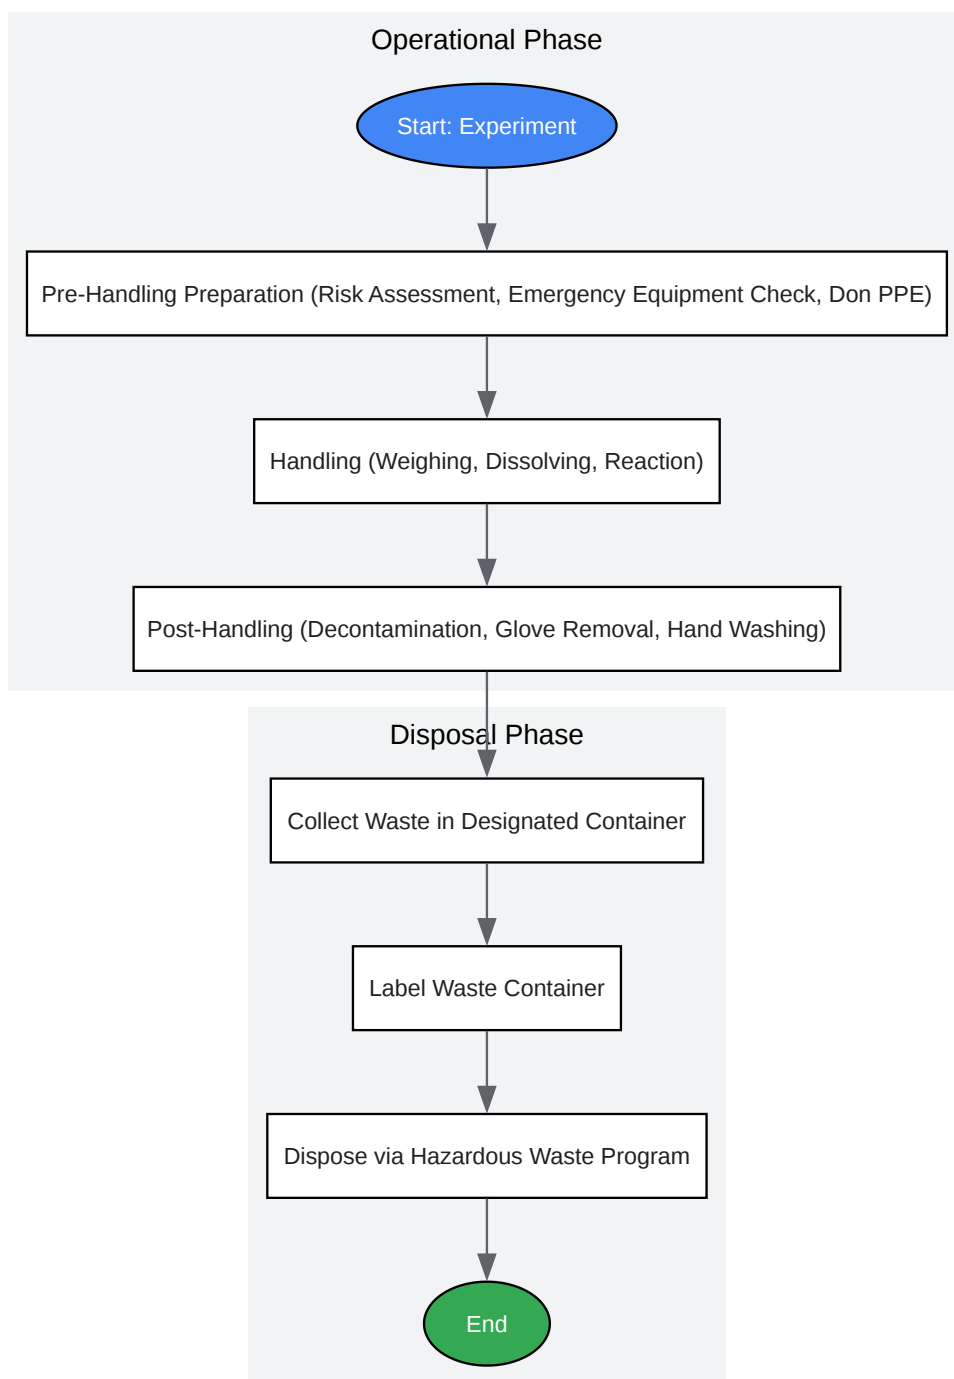 Operational Phase
Start: Experiment
Pre-Handling Preparation (Risk Assessment, Emergency Equipment Check, Don PPE)
Handling (Weighing, Dissolving, Reaction)
Post-Handling (Decontamination, Glove Removal, Hand Washing)
Disposal Phase
Collect Waste in Designated Container
Label Waste Container
Dispose via Hazardous Waste Program
End